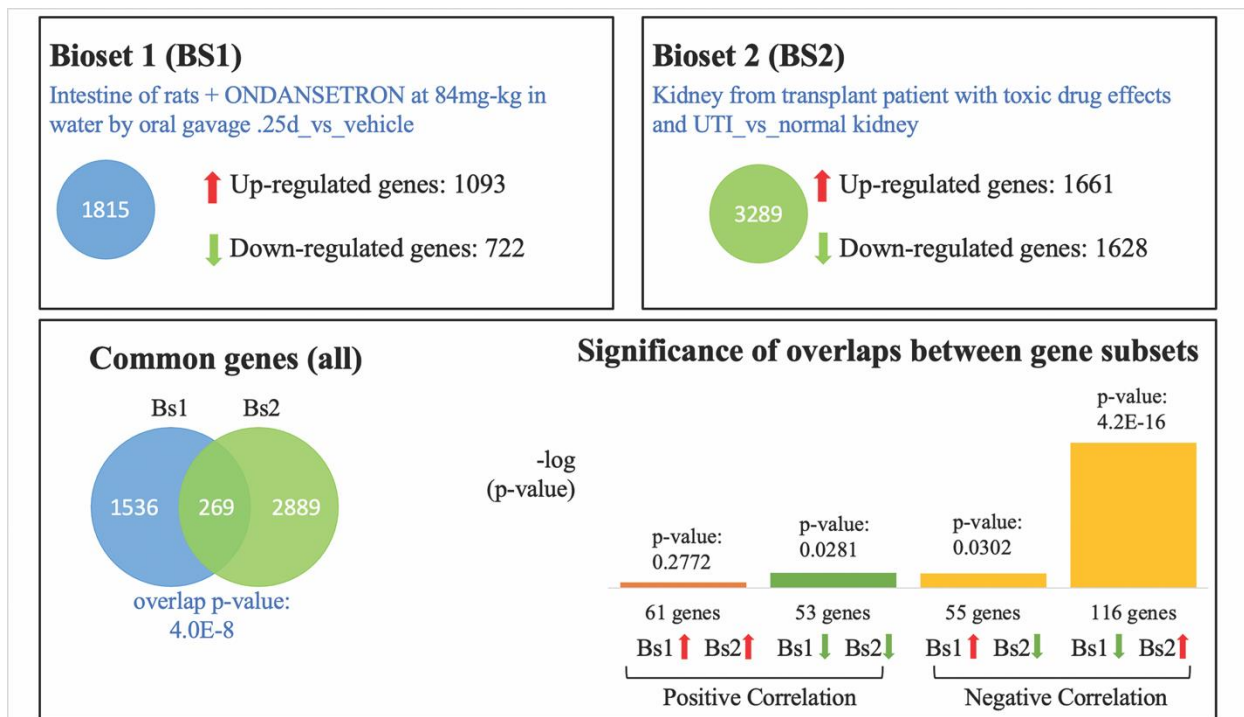 Bioset 1 (BS1)
Intestine of rats + ONDANSETRON at 84mg-kg in
water by oral gavage .25d_vs_vehicle
1815
Up-regulated genes: 1093
Down-regulated genes: 722
Bioset 2 (BS2)
Kidney from transplant patient with toxic drug effects
and UTI_vs_normal kidney
3289
Up-regulated genes: 1661
Down-regulated genes: 1628
Common genes (all)
Bs1 Bs2
1536 269 2889
overlap p-value:
4.0E-8
Significance of overlaps between gene subsets
-log
(p-value)
p-value:
0.2772
p-value:
0.0281
p-value:
0.0302
p-value:
4.2E-16
61 genes 53 genes 55 genes 116 genes
Bs1 Bs2 Bs1 Bs2 Bs1 Bs2 Bs1 Bs2
Positive Correlation Negative Correlation